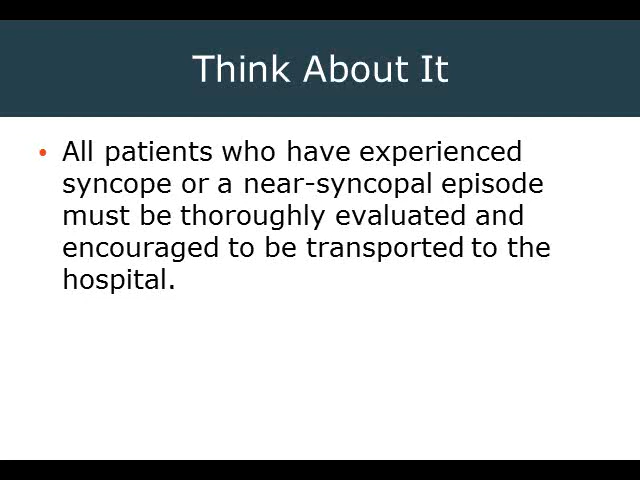 Think About It
• All patients who have experienced
syncope or a near-syncopal episode
must be thoroughly evaluated and
encouraged to be transported to the
hospital.